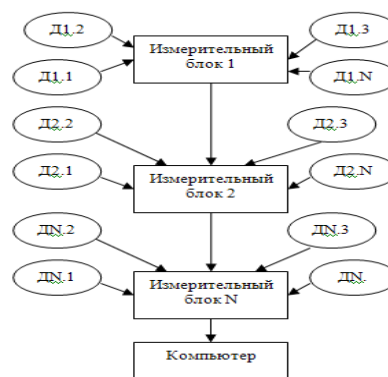 Д1.2
Д1.3
Измерительный
блок 1
Д1.1
Д1.N
Д2.2
Д2.3
Измерительный
блок 2
Д2.1
Д2.N
ДN.2
ДN.3
Измерительный
блок N
ДN.1
ДN.
Компьютер